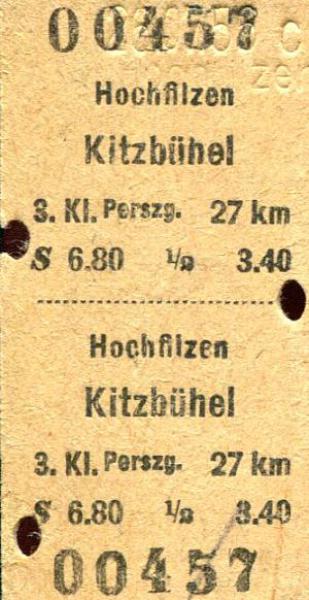 00457
Hochfilzen
Kitzbühel
3. Kl. Perszg. 27 km
S 6.80 ½ 3.40
Hochfilzen
Kitzbühel
3. Kl. Perszg. 27 km
S 6.80 ½ 3.40
00457